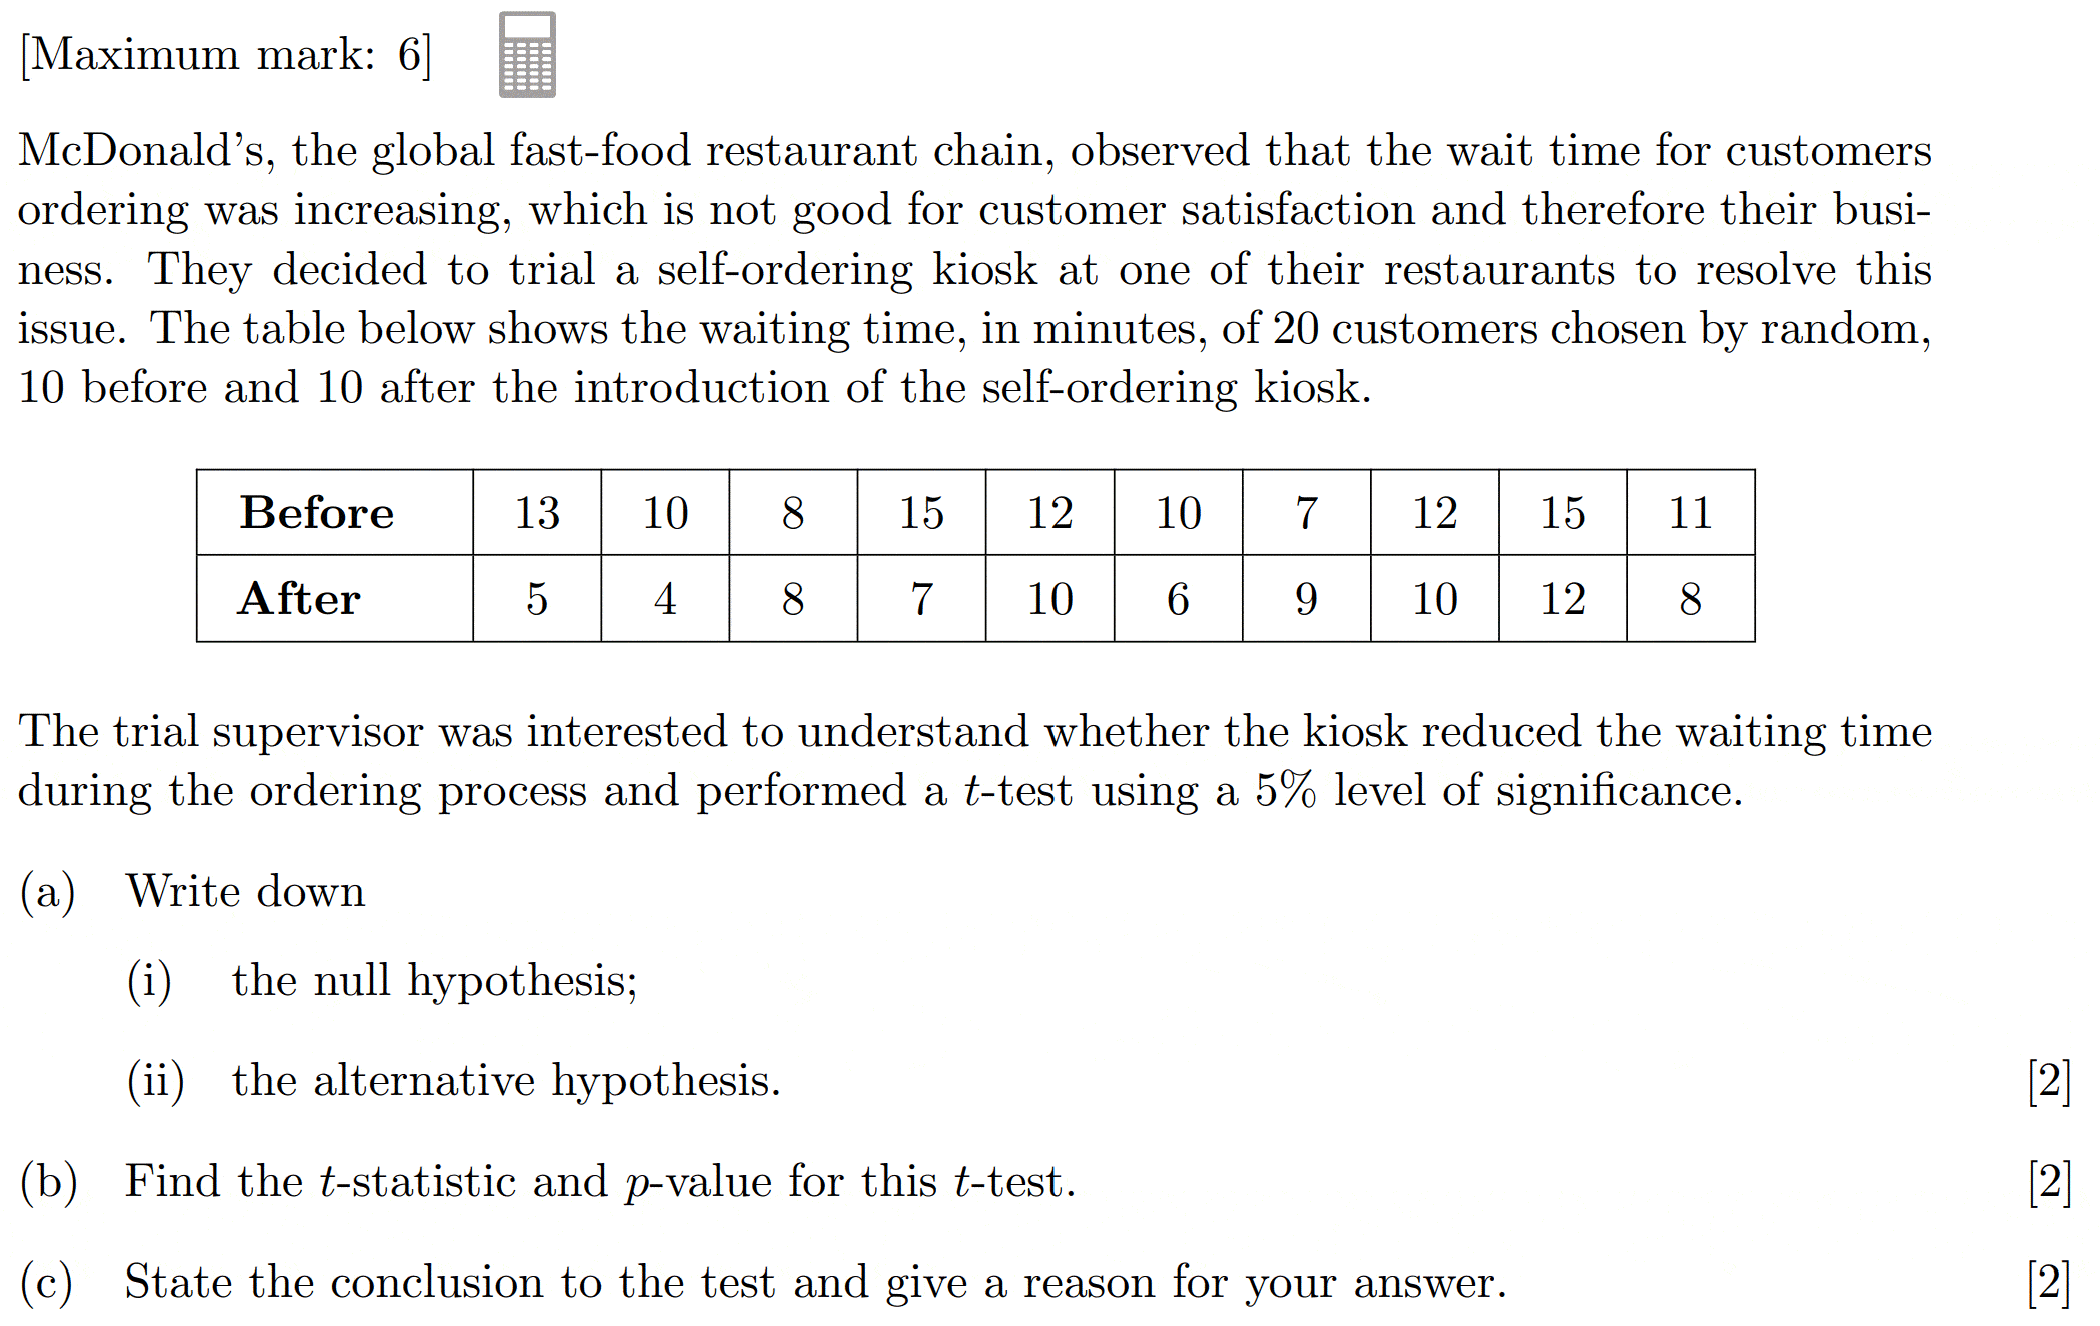 [Maximum mark: 6]
McDonald's, the global fast-food restaurant chain, observed that the wait time for customers
ordering was increasing, which is not good for customer satisfaction and therefore their busi-
ness. They decided to trial a self-ordering kiosk at one of their restaurants to resolve this
issue. The table below shows the waiting time, in minutes, of 20 customers chosen by random,
10 before and 10 after the introduction of the self-ordering kiosk.
Before 13 10 8 15 12 10 7 12 15 11
After 5 4 8 7 10 6 9 10 12 8
The trial supervisor was interested to understand whether the kiosk reduced the waiting time
during the ordering process and performed a t-test using a 5% level of significance.
(a) Write down
(i) the null hypothesis;
(ii) the alternative hypothesis. [2]
(b) Find the t-statistic and p-value for this t-test. [2]
(c) State the conclusion to the test and give a reason for your answer. [2]